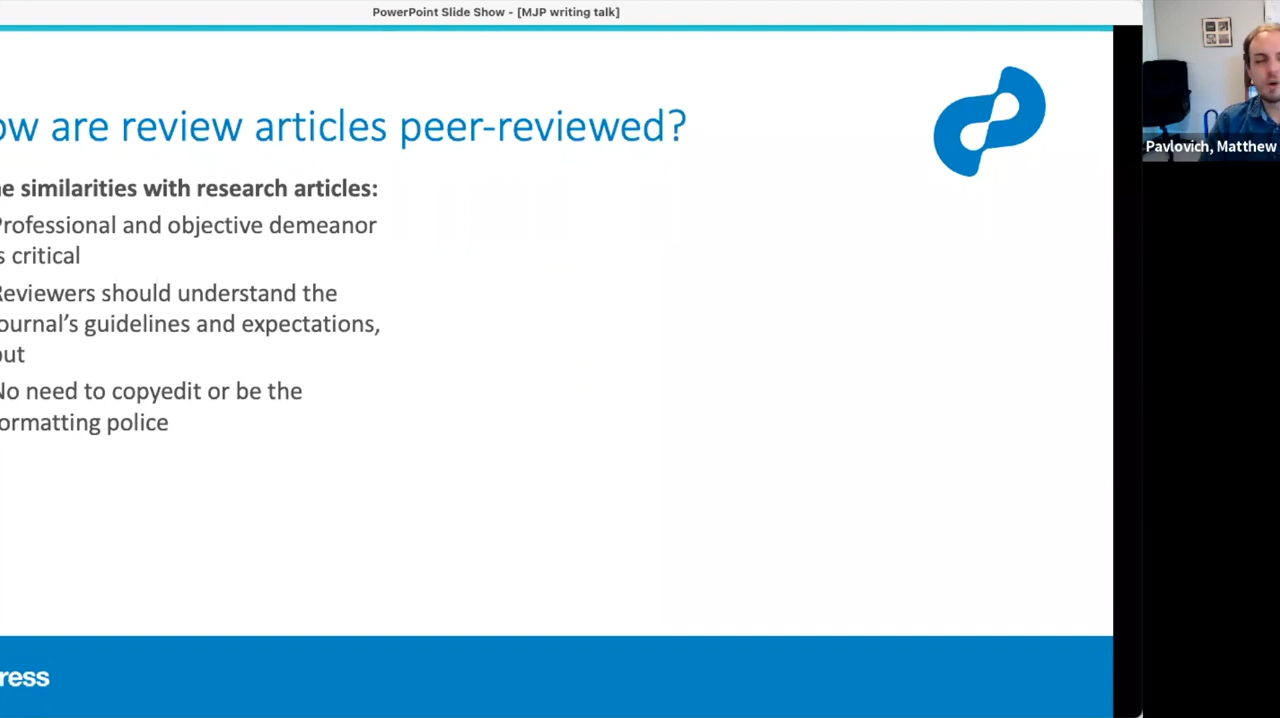 PowerPoint Slide Show - [MJP writing talk]
ow are review articles peer-reviewed?
e similarities with research articles:
Professional and objective demeanor
s critical
Reviewers should understand the
ournal's guidelines and expectations,
but
No need to copyedit or be the
ormatting police
ress
Pavlovich, Matthew